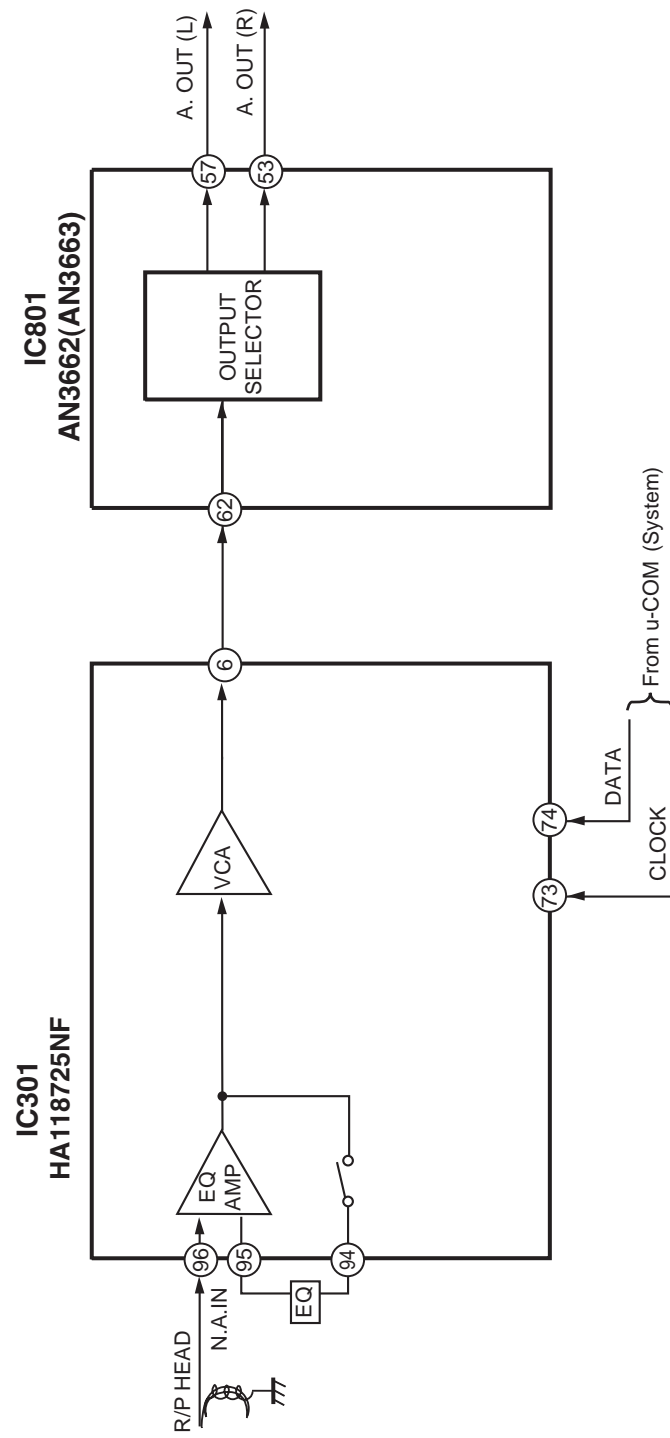 IC301
HA118725NF
IC801
AN3662(AN3663)
R/P HEAD
N.A.IN
96
95
94
EQ
EQ
AMP
VCA
6
73
74
CLOCK
DATA
From u-COM (System)
62
OUTPUT
SELECTOR
57
53
A. OUT (L)
A. OUT (R)